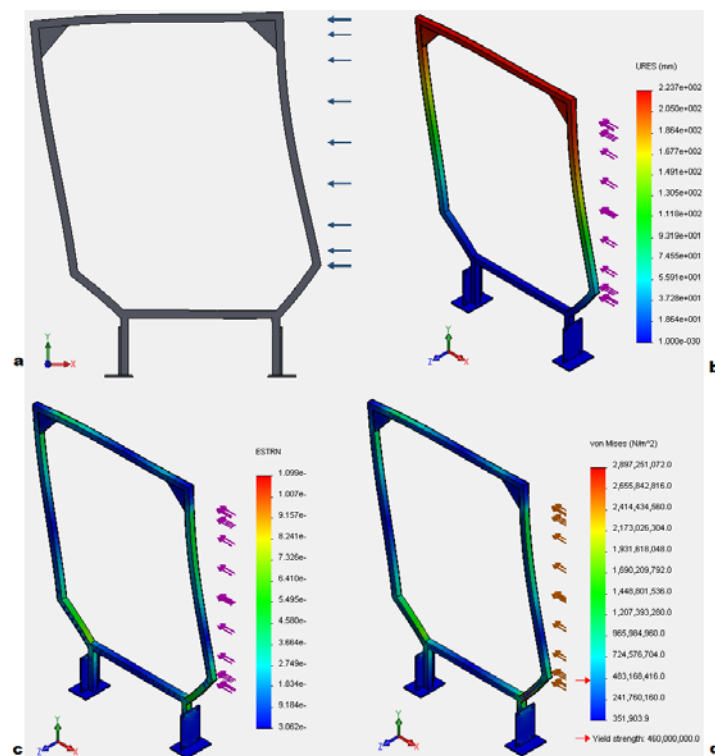 a
Y
X
URES (mm)
2.237e+002
2.050e+002
1.864e+002
1.677e+002
1.491e+002
1.305e+002
1.118e+002
9.319e+001
7.455e+001
5.591e+001
3.728e+001
1.864e+001
1.000e-030
Y
Z
X
b
ESTRN
1.099e-
1.007e-
9.157e-
8.241e-
7.326e-
6.410e-
5.495e-
4.580e-
3.664e-
2.749e-
1.834e-
9.184e-
3.062e-
Y
Z
X
c
von Mises (N/m^2)
2,897,251,072.0
2,655,842,816.0
2,414,434,560.0
2,173,026,304.0
1,931,618,048.0
1,690,209,792.0
1,448,801,536.0
1,207,393,280.0
965,984,960.0
724,576,704.0
483,168,416.0
241,760,160.0
351,903.9
Yield strength: 460,000,000.0
Y
Z
X